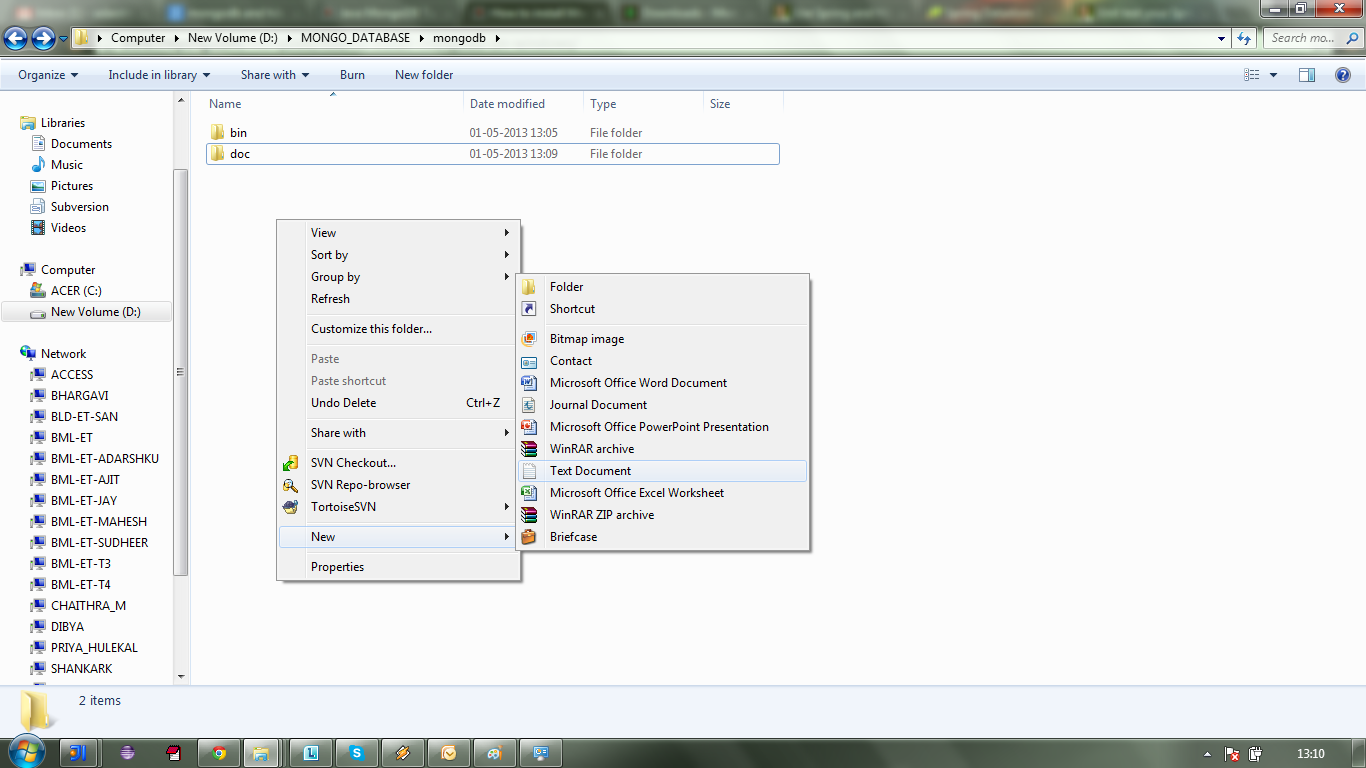 Computer New Volume (D:) MONGO_DATABASE mongodb
Search mo...
Organize Include in library Share with Burn New folder
Name Date modified Type Size
bin 01-05-2013 13:05 File folder
doc 01-05-2013 13:09 File folder
Libraries
Documents
Music
Pictures
Subversion
Videos
Computer
ACER (C:)
New Volume (D:)
Network
ACCESS
BHARGAVI
BLD-ET-SAN
BML-ET
BML-ET-ADARSHKU
BML-ET-AJIT
BML-ET-JAY
BML-ET-MAHESH
BML-ET-SUDHEER
BML-ET-T3
BML-ET-T4
CHAITHRA_M
DIBYA
PRIYA_HULEKAL
SHANKARK
View
Sort by
Group by
Refresh
Customize this folder...
Paste
Paste shortcut
Undo Delete Ctrl+Z
Share with
SVN Checkout...
SVN Repo-browser
TortoiseSVN
New
Properties
Folder
Shortcut
Bitmap image
Contact
Microsoft Office Word Document
Journal Document
Microsoft Office PowerPoint Presentation
WinRAR archive
Text Document
Microsoft Office Excel Worksheet
WinRAR ZIP archive
Briefcase
2 items
13:10